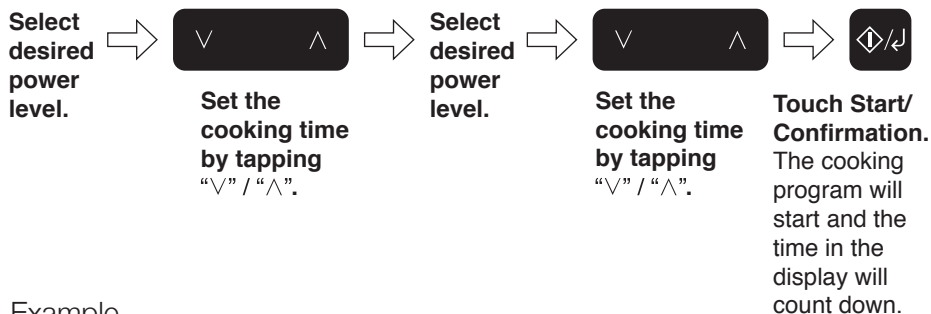 Select
desired
power
level.
∨ ∧
Set the
cooking time
by tapping
“∨” / “∧”.
Select
desired
power
level.
∨ ∧
Set the
cooking time
by tapping
“∨” / “∧”.
Touch Start/
Confirmation.
The cooking
program will
start and the
time in the
display will
count down.
Example